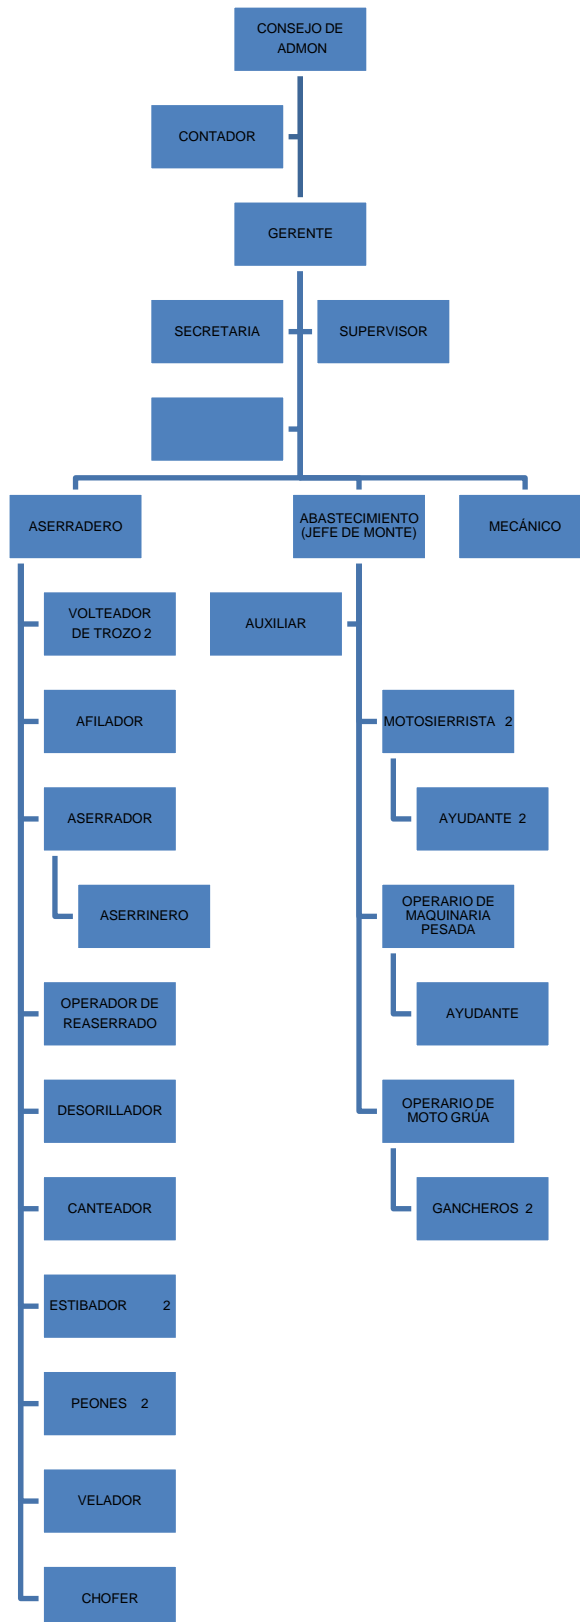 CONSEJO DE
ADMON
CONTADOR
GERENTE
SECRETARIA
SUPERVISOR
ASERRADERO
ABASTECIMIENTO
(JEFE DE MONTE)
MECÁNICO
VOLTEADOR
DE TROZO 2
AUXILIAR
AFILADOR
MOTOSIERRISTA 2
ASERRADOR
AYUDANTE 2
ASERRINERO
OPERARIO DE
MAQUINARIA
PESADA
OPERADOR DE
REASERRADO
AYUDANTE
DESORILLADOR
OPERARIO DE
MOTO GRÚA
CANTEADOR
GANCHEROS 2
ESTIBADOR 2
PEONES 2
VELADOR
CHOFER